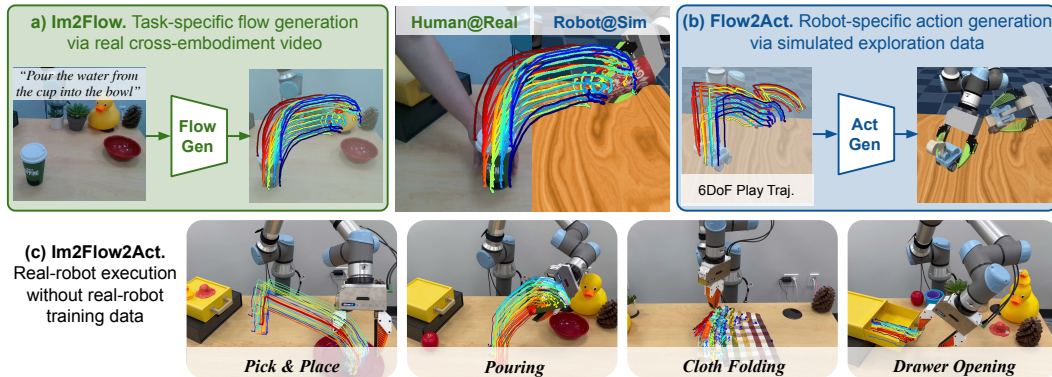 a) Im2Flow. Task-specific flow generation
via real cross-embodiment video
"Pour the water from
the cup into the bowl"
Flow
Gen
Human@Real
Robot@Sim
(b) Flow2Act. Robot-specific action generation
via simulated exploration data
6DoF Play Traj.
Act
Gen
(c) Im2Flow2Act.
Real-robot execution
without real-robot
training data
Pick & Place
Pouring
Cloth Folding
Drawer Opening